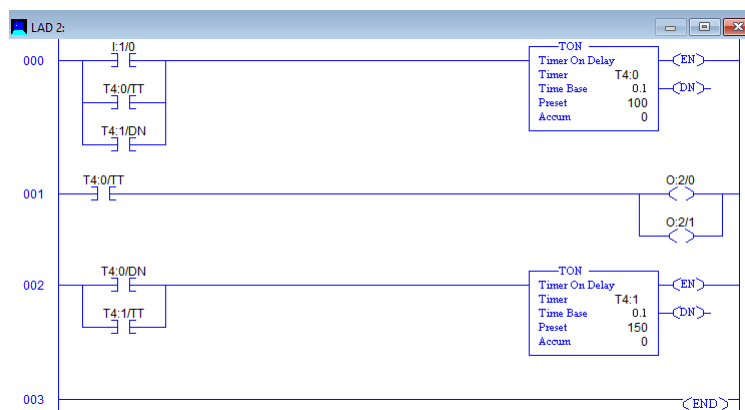 LAD 2:
000
I:1/0
T4:0/TT
T4:1/DN
TON
Timer On Delay
Timer T4:0
Time Base 0.1
Preset 100
Accum 0
EN
DN
001
T4:0/TT
O:2/0
O:2/1
002
T4:0/DN
T4:1/TT
TON
Timer On Delay
Timer T4:1
Time Base 0.1
Preset 150
Accum 0
EN
DN
003
END